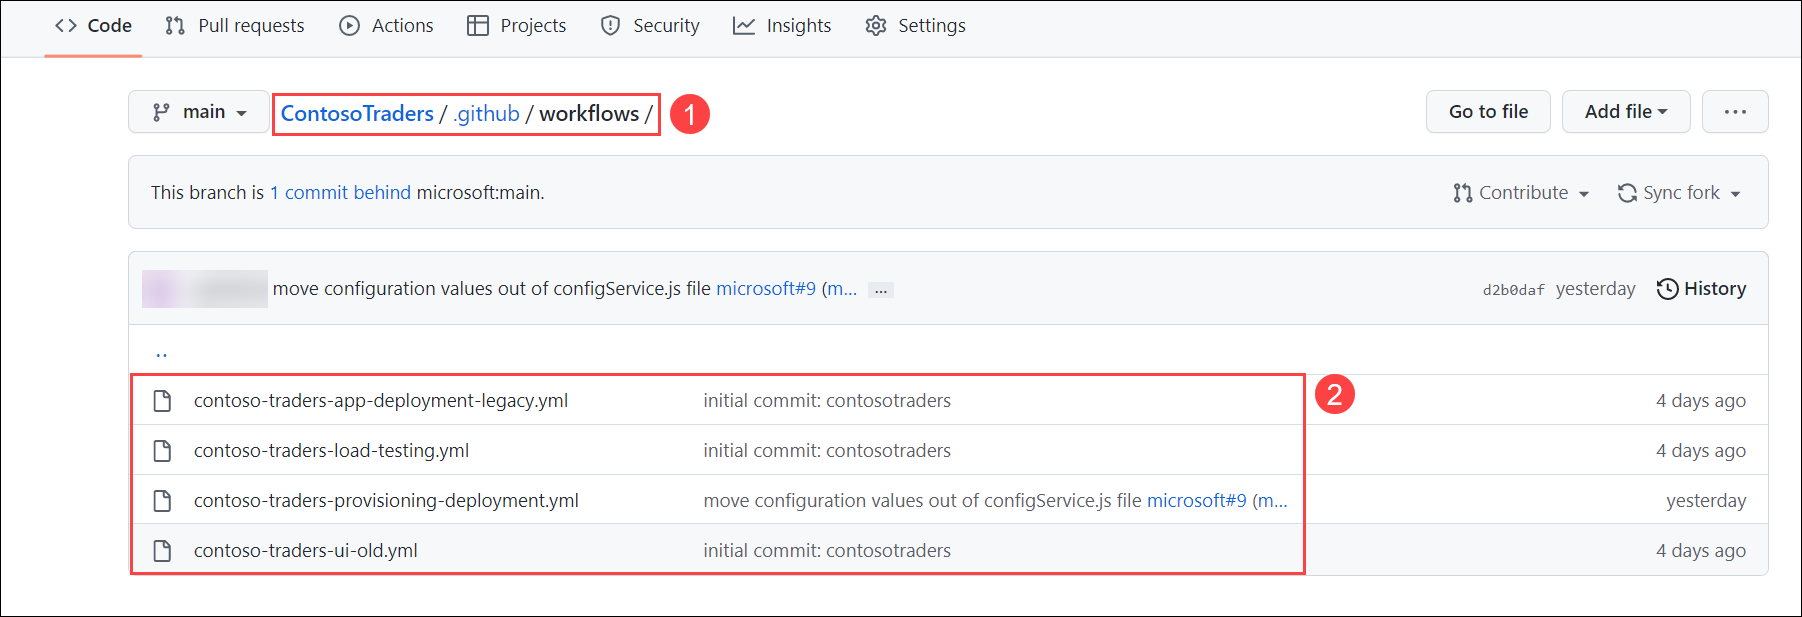 Code Pull requests Actions Projects Security Insights Settings
main ContosoTraders / .github / workflows / 1 Go to file Add file ...
This branch is 1 commit behind microsoft:main. Contribute Sync fork
move configuration values out of configService.js file microsoft#9 (m... ... d2b0daf yesterday History
..
contoso-traders-app-deployment-legacy.yml initial commit: contosotraders 2 4 days ago
contoso-traders-load-testing.yml initial commit: contosotraders 4 days ago
contoso-traders-provisioning-deployment.yml move configuration values out of configService.js file microsoft#9 (m... yesterday
contoso-traders-ui-old.yml initial commit: contosotraders 4 days ago